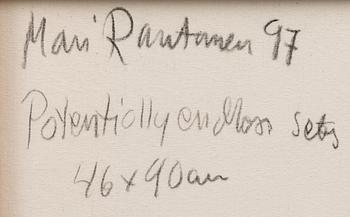 Mari Rantanen 97
Potentially endless sets
46x90cm